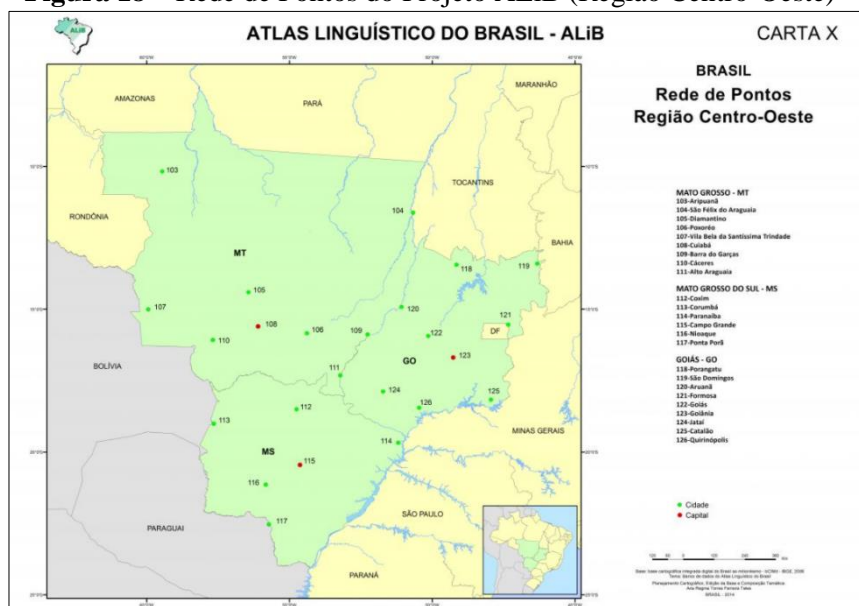 Figura 18 – Rede de Pontos do Projeto ALiB (Região Centro-Oeste)
ALiB
ATLAS LINGUÍSTICO DO BRASIL - ALiB
CARTA X
BRASIL
Rede de Pontos
Região Centro-Oeste
MATO GROSSO - MT
103-Aripuanã
104-São Félix do Araguaia
105-Diamantino
106-Poxoréo
107-Vila Bela da Santíssima Trindade
108-Cuiabá
109-Barra do Garças
110-Cáceres
111-Alto Araguaia
MATO GROSSO DO SUL - MS
112-Coxim
113-Corumbá
114-Paranaíba
115-Campo Grande
116-Nioaque
117-Ponta Porã
GOIÁS - GO
118-Porangatu
119-São Domingos
120-Aruanã
121-Formosa
122-Goiás
123-Goiânia
124-Jataí
125-Catalão
126-Quirinópolis
Cidade
Capital
BRASIL - 2014
AMAZONAS
PARÁ
MARANHÃO
TOCANTINS
RONDÔNIA
BAHIA
MT
BOLÍVIA
DF
GO
MINAS GERAIS
MS
SÃO PAULO
PARAGUAI
PARANÁ
103
104
105
106
107
108
109
110
111
112
113
114
115
116
117
118
119
120
121
122
123
124
125
126